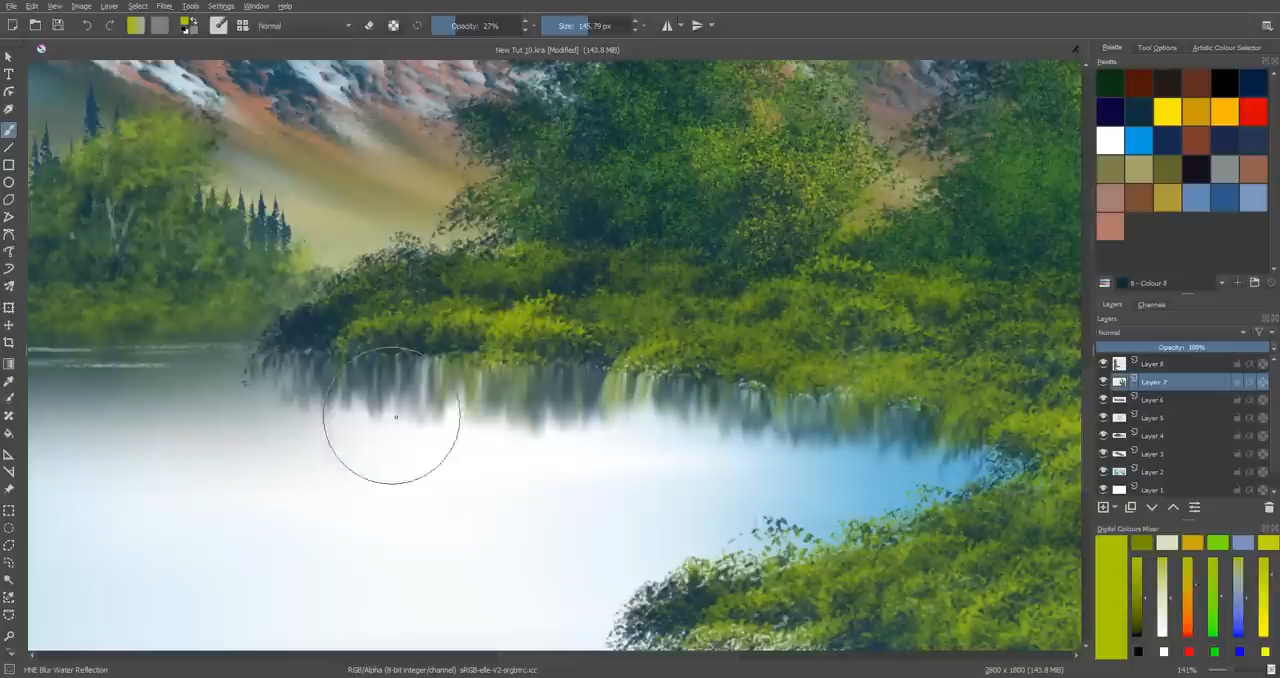 File Edit View Image Layer Select Filter Tools Settings Window Help
Normal Opacity: 27% Size: 145.79 px
New Tut 10.kra [Modified] (143.8 MiB)
Palette Tool Options Artistic Colour Selector
Palette
8 - Colour 8
Layers Channels
Layers
Normal
Opacity: 100%
Layer 8
Layer 7
Layer 6
Layer 5
Layer 4
Layer 3
Layer 2
Layer 1
Digital Colours Mixer
HNE Blur Water Reflection RGB/Alpha (8-bit integer/channel) sRGB-elle-V2-srgbtrc.icc 2800 x 1800 (143.8 MiB) 141%